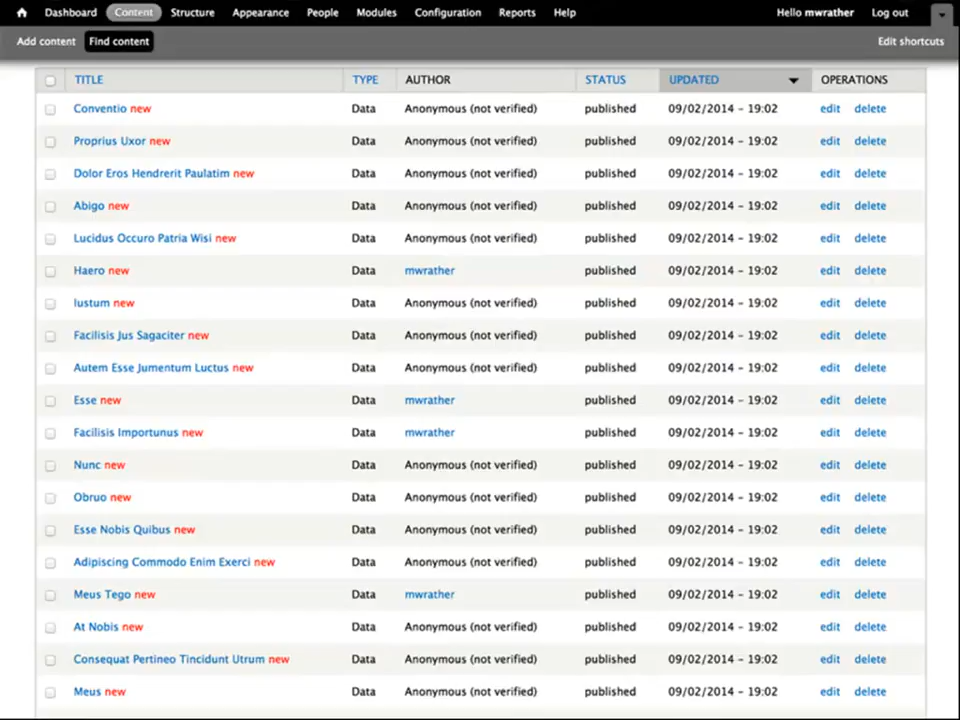 Dashboard Content Structure Appearance People Modules Configuration Reports Help Hello mwrather Log out
Add content Find content Edit shortcuts
TITLE TYPE AUTHOR STATUS UPDATED OPERATIONS
Conventio new Data Anonymous (not verified) published 09/02/2014 - 19:02 edit delete
Proprius Uxor new Data Anonymous (not verified) published 09/02/2014 - 19:02 edit delete
Dolor Eros Hendrerit Paulatim new Data Anonymous (not verified) published 09/02/2014 - 19:02 edit delete
Abigo new Data Anonymous (not verified) published 09/02/2014 - 19:02 edit delete
Lucidus Occuro Patria Wisi new Data Anonymous (not verified) published 09/02/2014 - 19:02 edit delete
Haero new Data mwrather published 09/02/2014 - 19:02 edit delete
Iustum new Data Anonymous (not verified) published 09/02/2014 - 19:02 edit delete
Facilisis Jus Sagaciter new Data Anonymous (not verified) published 09/02/2014 - 19:02 edit delete
Autem Esse Jumentum Luctus new Data Anonymous (not verified) published 09/02/2014 - 19:02 edit delete
Esse new Data mwrather published 09/02/2014 - 19:02 edit delete
Facilisis Importunus new Data mwrather published 09/02/2014 - 19:02 edit delete
Nunc new Data Anonymous (not verified) published 09/02/2014 - 19:02 edit delete
Obruo new Data Anonymous (not verified) published 09/02/2014 - 19:02 edit delete
Esse Nobis Quibus new Data Anonymous (not verified) published 09/02/2014 - 19:02 edit delete
Adipiscing Commodo Enim Exerci new Data Anonymous (not verified) published 09/02/2014 - 19:02 edit delete
Meus Tego new Data mwrather published 09/02/2014 - 19:02 edit delete
At Nobis new Data Anonymous (not verified) published 09/02/2014 - 19:02 edit delete
Consequat Pertineo Tincidunt Utrum new Data Anonymous (not verified) published 09/02/2014 - 19:02 edit delete
Meus new Data Anonymous (not verified) published 09/02/2014 - 19:02 edit delete